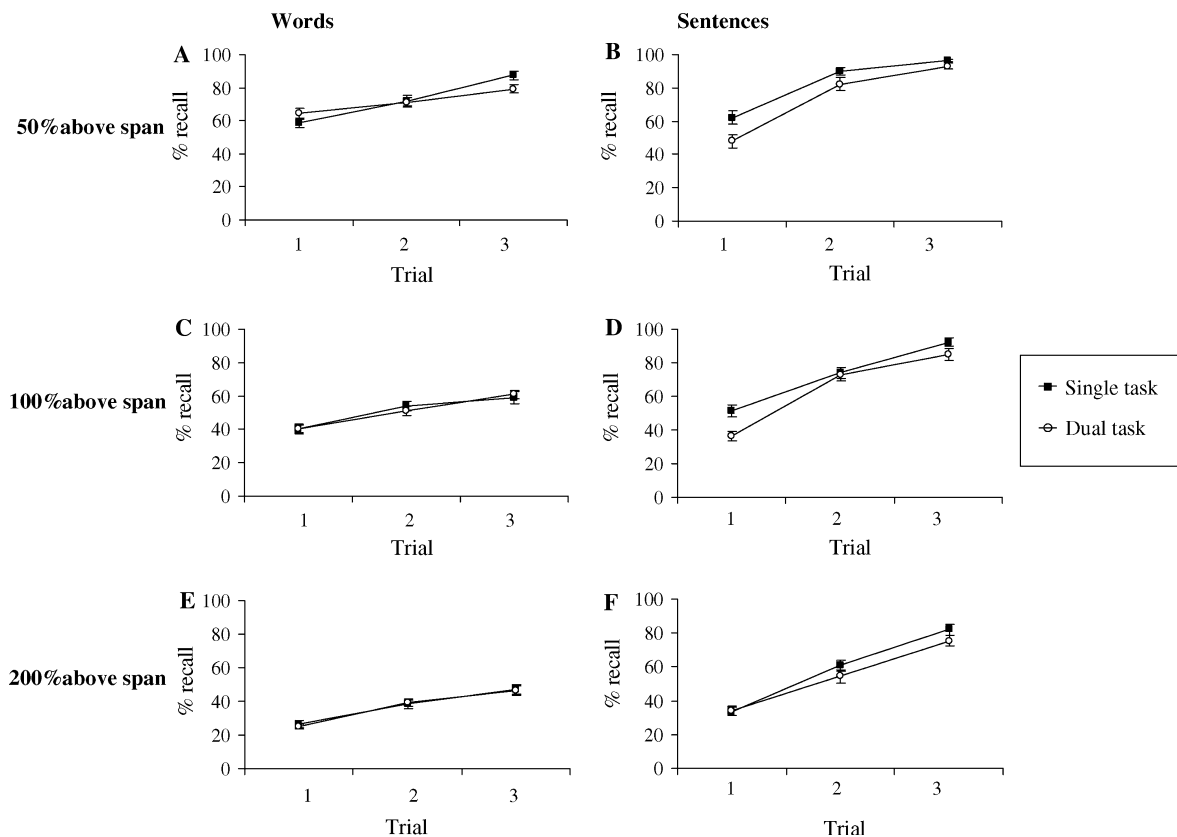 Words
Sentences
A
B
50%above span
% recall
100
80
60
40
20
0
1
2
3
Trial
% recall
100
80
60
40
20
0
1
2
3
Trial
C
D
100%above span
% recall
100
80
60
40
20
0
1
2
3
Trial
% recall
100
80
60
40
20
0
1
2
3
Trial
Single task
Dual task
E
F
200%above span
% recall
100
80
60
40
20
0
1
2
3
Trial
% recall
100
80
60
40
20
0
1
2
3
Trial